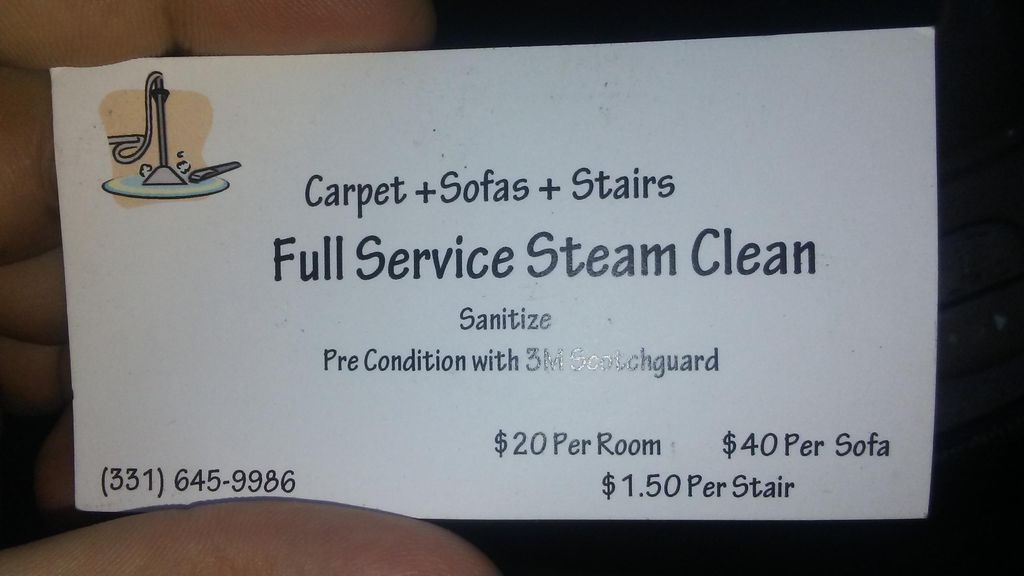 Carpet + Sofas + Stairs
Full Service Steam Clean
Sanitize
Pre Condition with 3M Scotchguard
$20 Per Room $40 Per Sofa
(331) 645-9986 $1.50 Per Stair